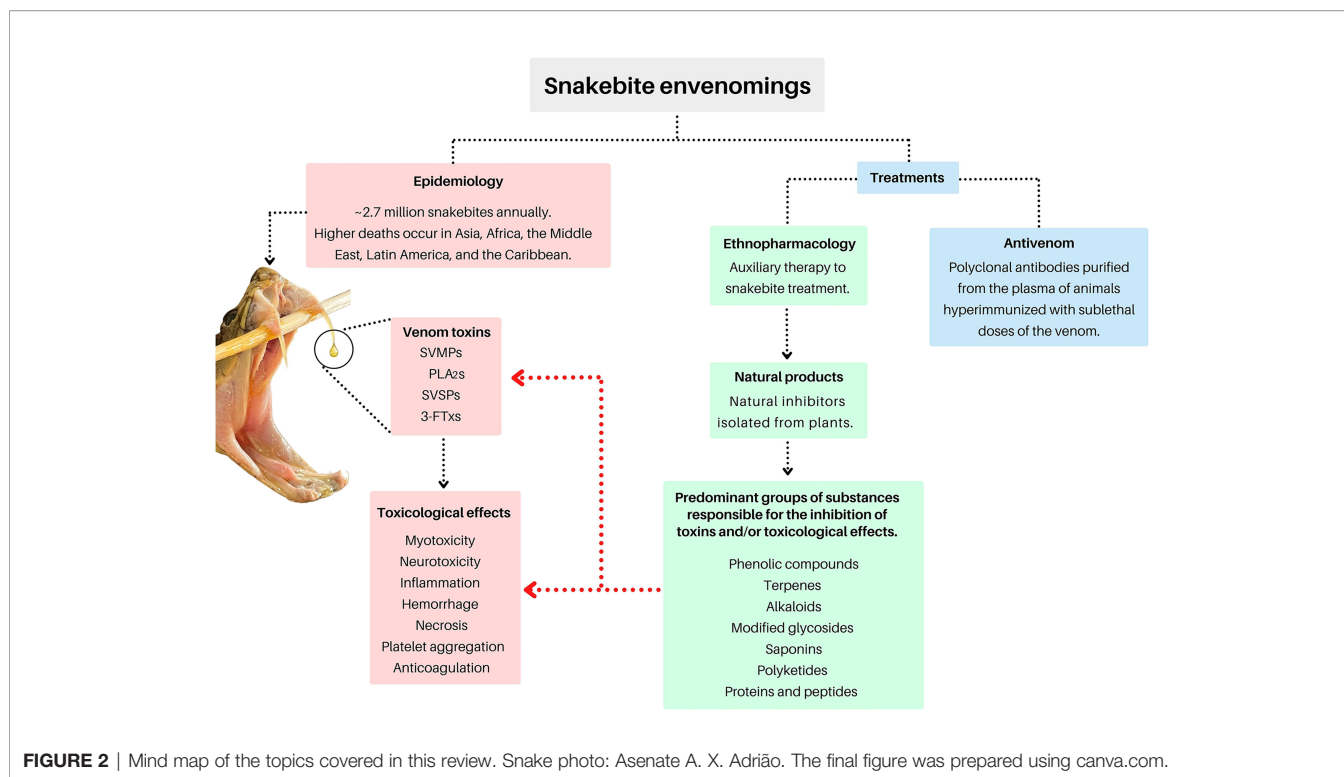 Snakebite envenomings
Epidemiology
~2.7 million snakebites annually.
Higher deaths occur in Asia, Africa, the Middle
East, Latin America, and the Caribbean.
Treatments
Ethnopharmacology
Auxiliary therapy to
snakebite treatment.
Antivenom
Polyclonal antibodies purified
from the plasma of animals
hyperimmunized with sublethal
doses of the venom.
Venom toxins
SVMPs
PLA2s
SVSPs
3-FTxs
Natural products
Natural inhibitors
isolated from plants.
Toxicological effects
Myotoxicity
Neurotoxicity
Inflammation
Hemorrhage
Necrosis
Platelet aggregation
Anticoagulation
Predominant groups of substances
responsible for the inhibition of
toxins and/or toxicological effects.
Phenolic compounds
Terpenes
Alkaloids
Modified glycosides
Saponins
Polyketides
Proteins and peptides
FIGURE 2 | Mind map of the topics covered in this review. Snake photo: Asenate A. X. Adrião. The final figure was prepared using canva.com.